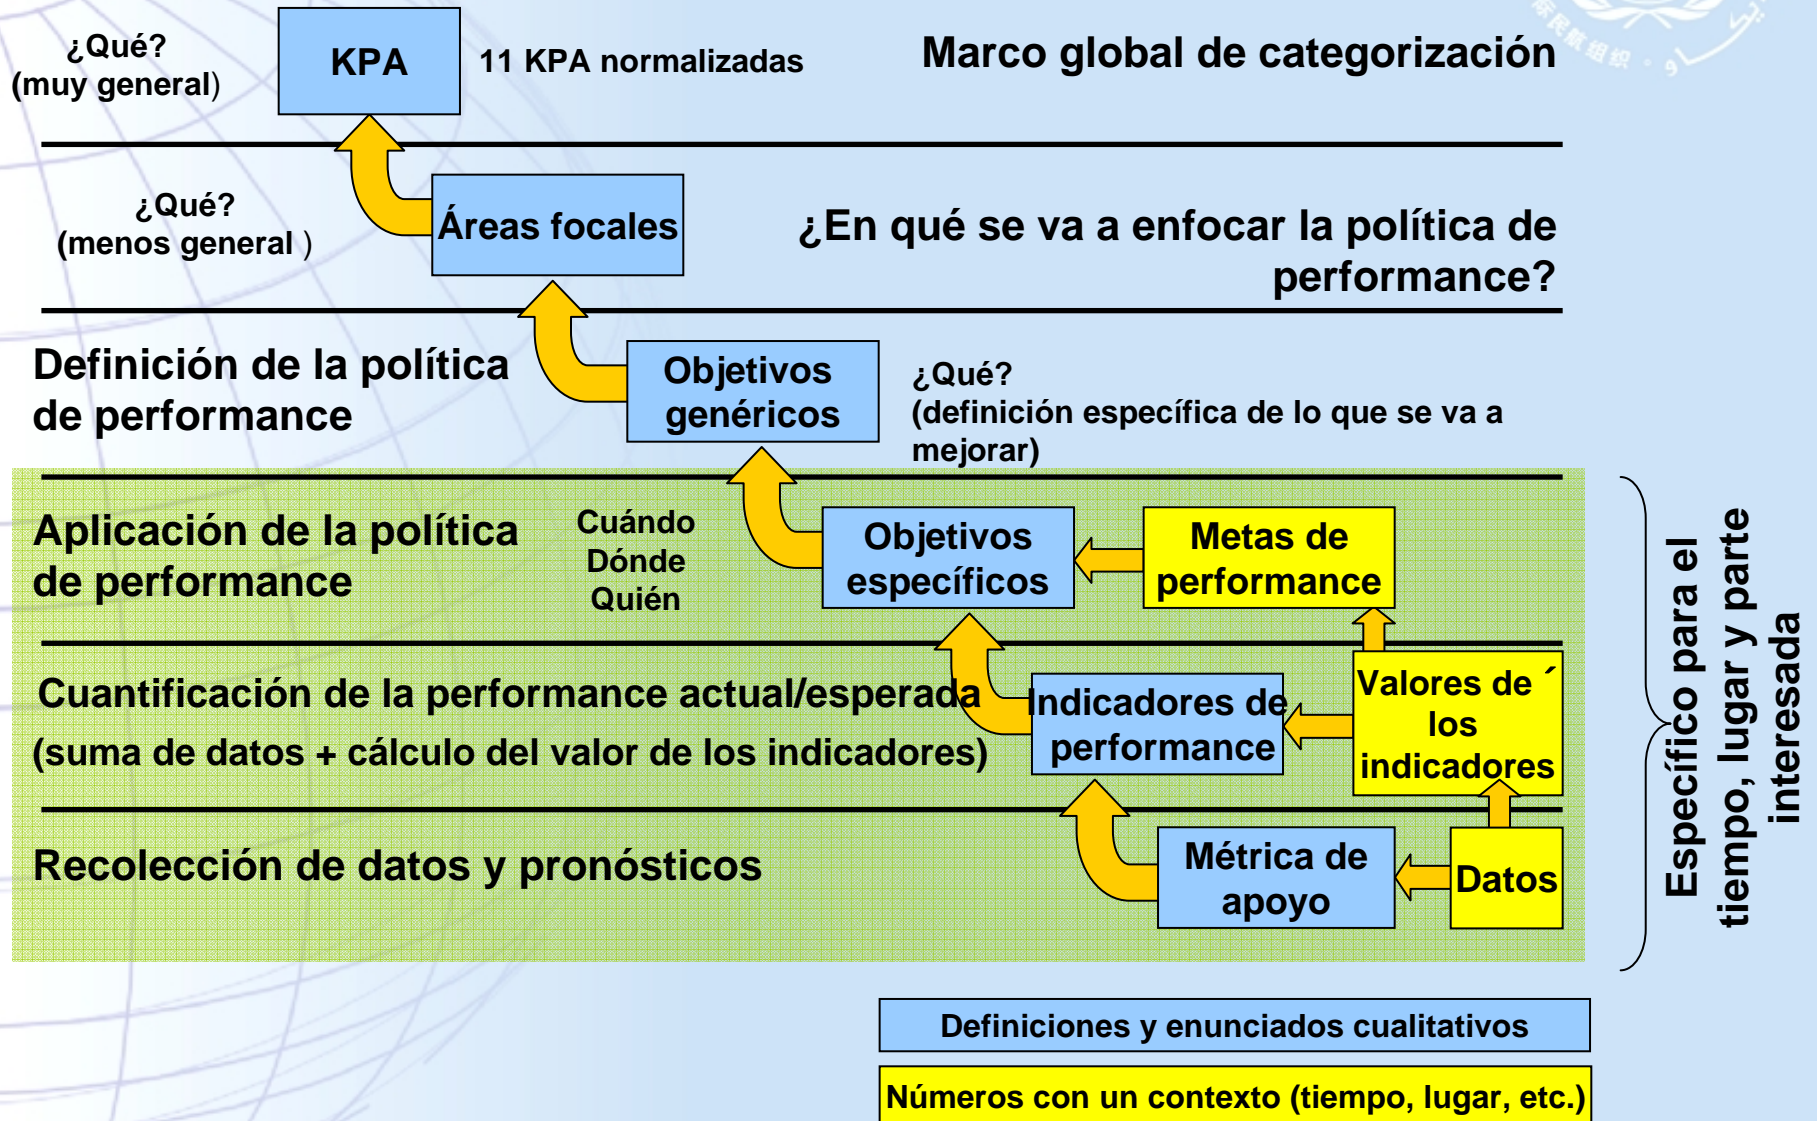 ¿Qué?
(muy general)
KPA
11 KPA normalizadas
Marco global de categorización
¿Qué?
(menos general )
Áreas focales
¿En qué se va a enfocar la política de
performance?
Definición de la política
de performance
Objetivos
genéricos
¿Qué?
(definición específica de lo que se va a
mejorar)
Aplicación de la política
de performance
Cuándo
Dónde
Quién
Objetivos
específicos
Metas de
performance
Cuantificación de la performance actual/esperada
(suma de datos + cálculo del valor de los indicadores)
Indicadores de
performance
Valores de ´
los
indicadores
Recolección de datos y pronósticos
Métrica de
apoyo
Datos
Específico para el
tiempo, lugar y parte
interesada
Definiciones y enunciados cualitativos
Números con un contexto (tiempo, lugar, etc.)